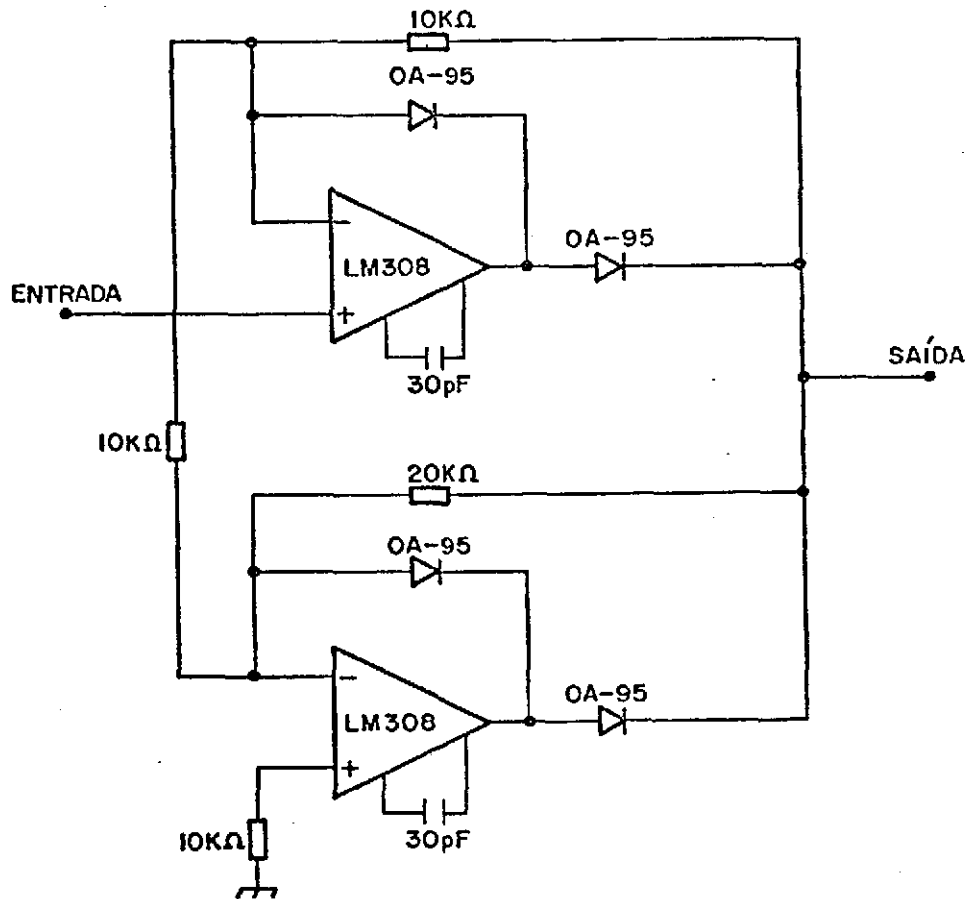 10KΩ
OA-95
-
LM308
OA-95
ENTRADA
+
30pF
SAÍDA
10KΩ
20KΩ
OA-95
-
OA-95
LM308
+
10KΩ
30pF